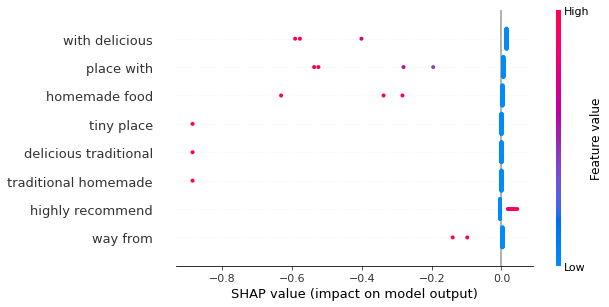 High
with delicious
place with
homemade food
tiny place
delicious traditional
traditional homemade
highly recommend
way from
Low
Feature value
−0.8 −0.6 −0.4 −0.2 0.0
SHAP value (impact on model output)